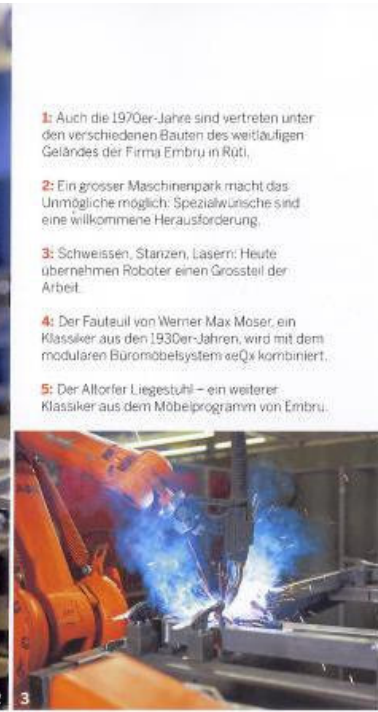 1: Auch die 1970er-Jahre sind vertreten unter
den verschiedenen Bauten des weitläufigen
Geländes der Firma Embru in Rüti.
2: Ein grosser Maschinenpark macht das
Unmögliche möglich: Spezialwünsche sind
eine willkommene Herausforderung.
3: Schweissen, Stanzen, Lasern: Heute
übernehmen Roboter einen Grossteil der
Arbeit.
4: Der Fauteuil von Werner Max Moser, ein
Klassiker aus den 1930er-Jahren, wird mit dem
modularen Büromöbelsystem «eQ» kombiniert.
5: Der Altorfer Liegestuhl – ein weiterer
Klassiker aus dem Möbelprogramm von Embru.
3